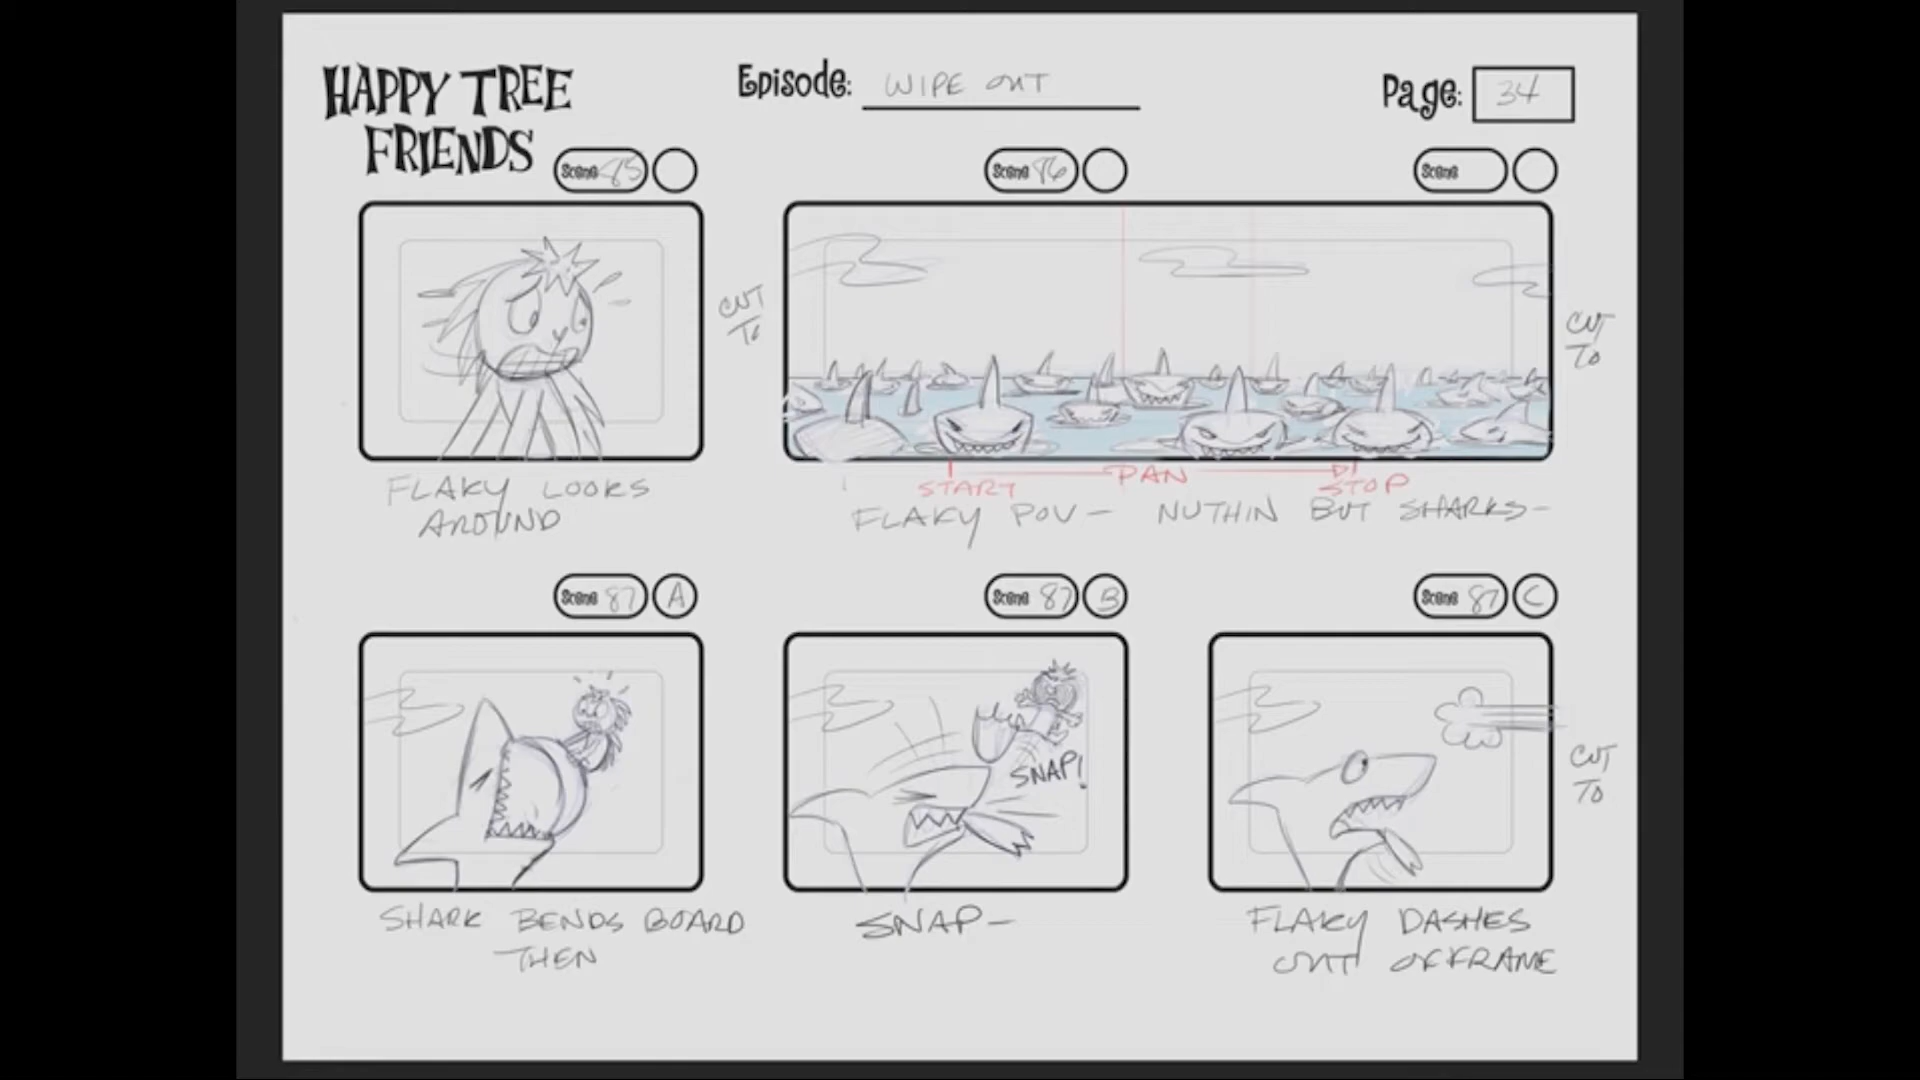 HAPPY TREE
FRIENDS
Episode: WIPE OUT
Page: 34
Scene 85
Scene 86
Scene
CUT
TO
CUT
TO
START
PAN
STOP
FLAKY LOOKS
AROUND
FLAKY POV - NUTHIN BUT SHARKS -
Scene 87 A
Scene 87 B
Scene 87 C
SNAP!
CUT
TO
SHARK BENDS BOARD
THEN
SNAP -
FLAKY DASHES
OUT OF FRAME